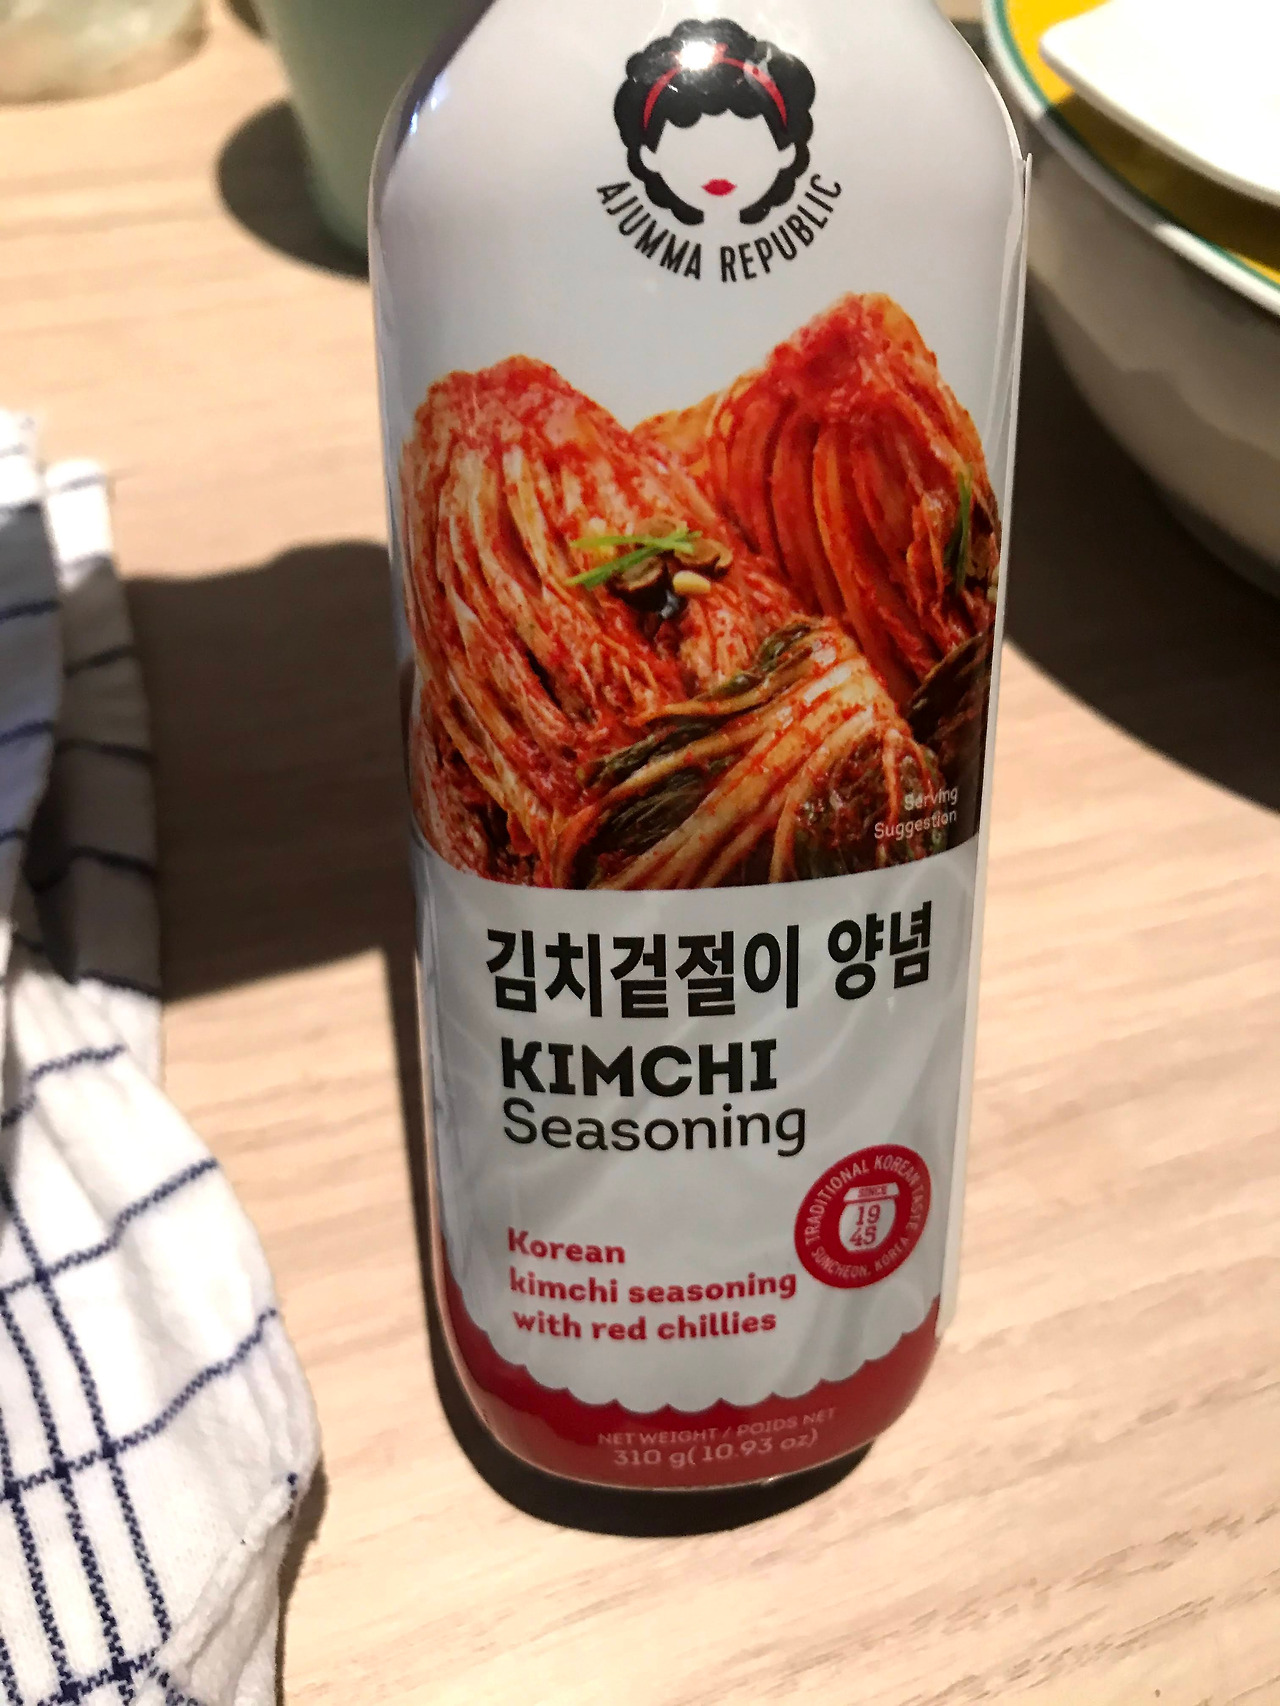 AJUMMA REPUBLIC
Serving
Suggestion
김치겉절이 양념
KIMCHI
Seasoning
TRADITIONAL KOREAN TASTE
SINCE
19
45
SUNCHEON, KOREA
Korean
kimchi seasoning
with red chillies
NET WEIGHT / POIDS NET
310 g( 10.93 oz)